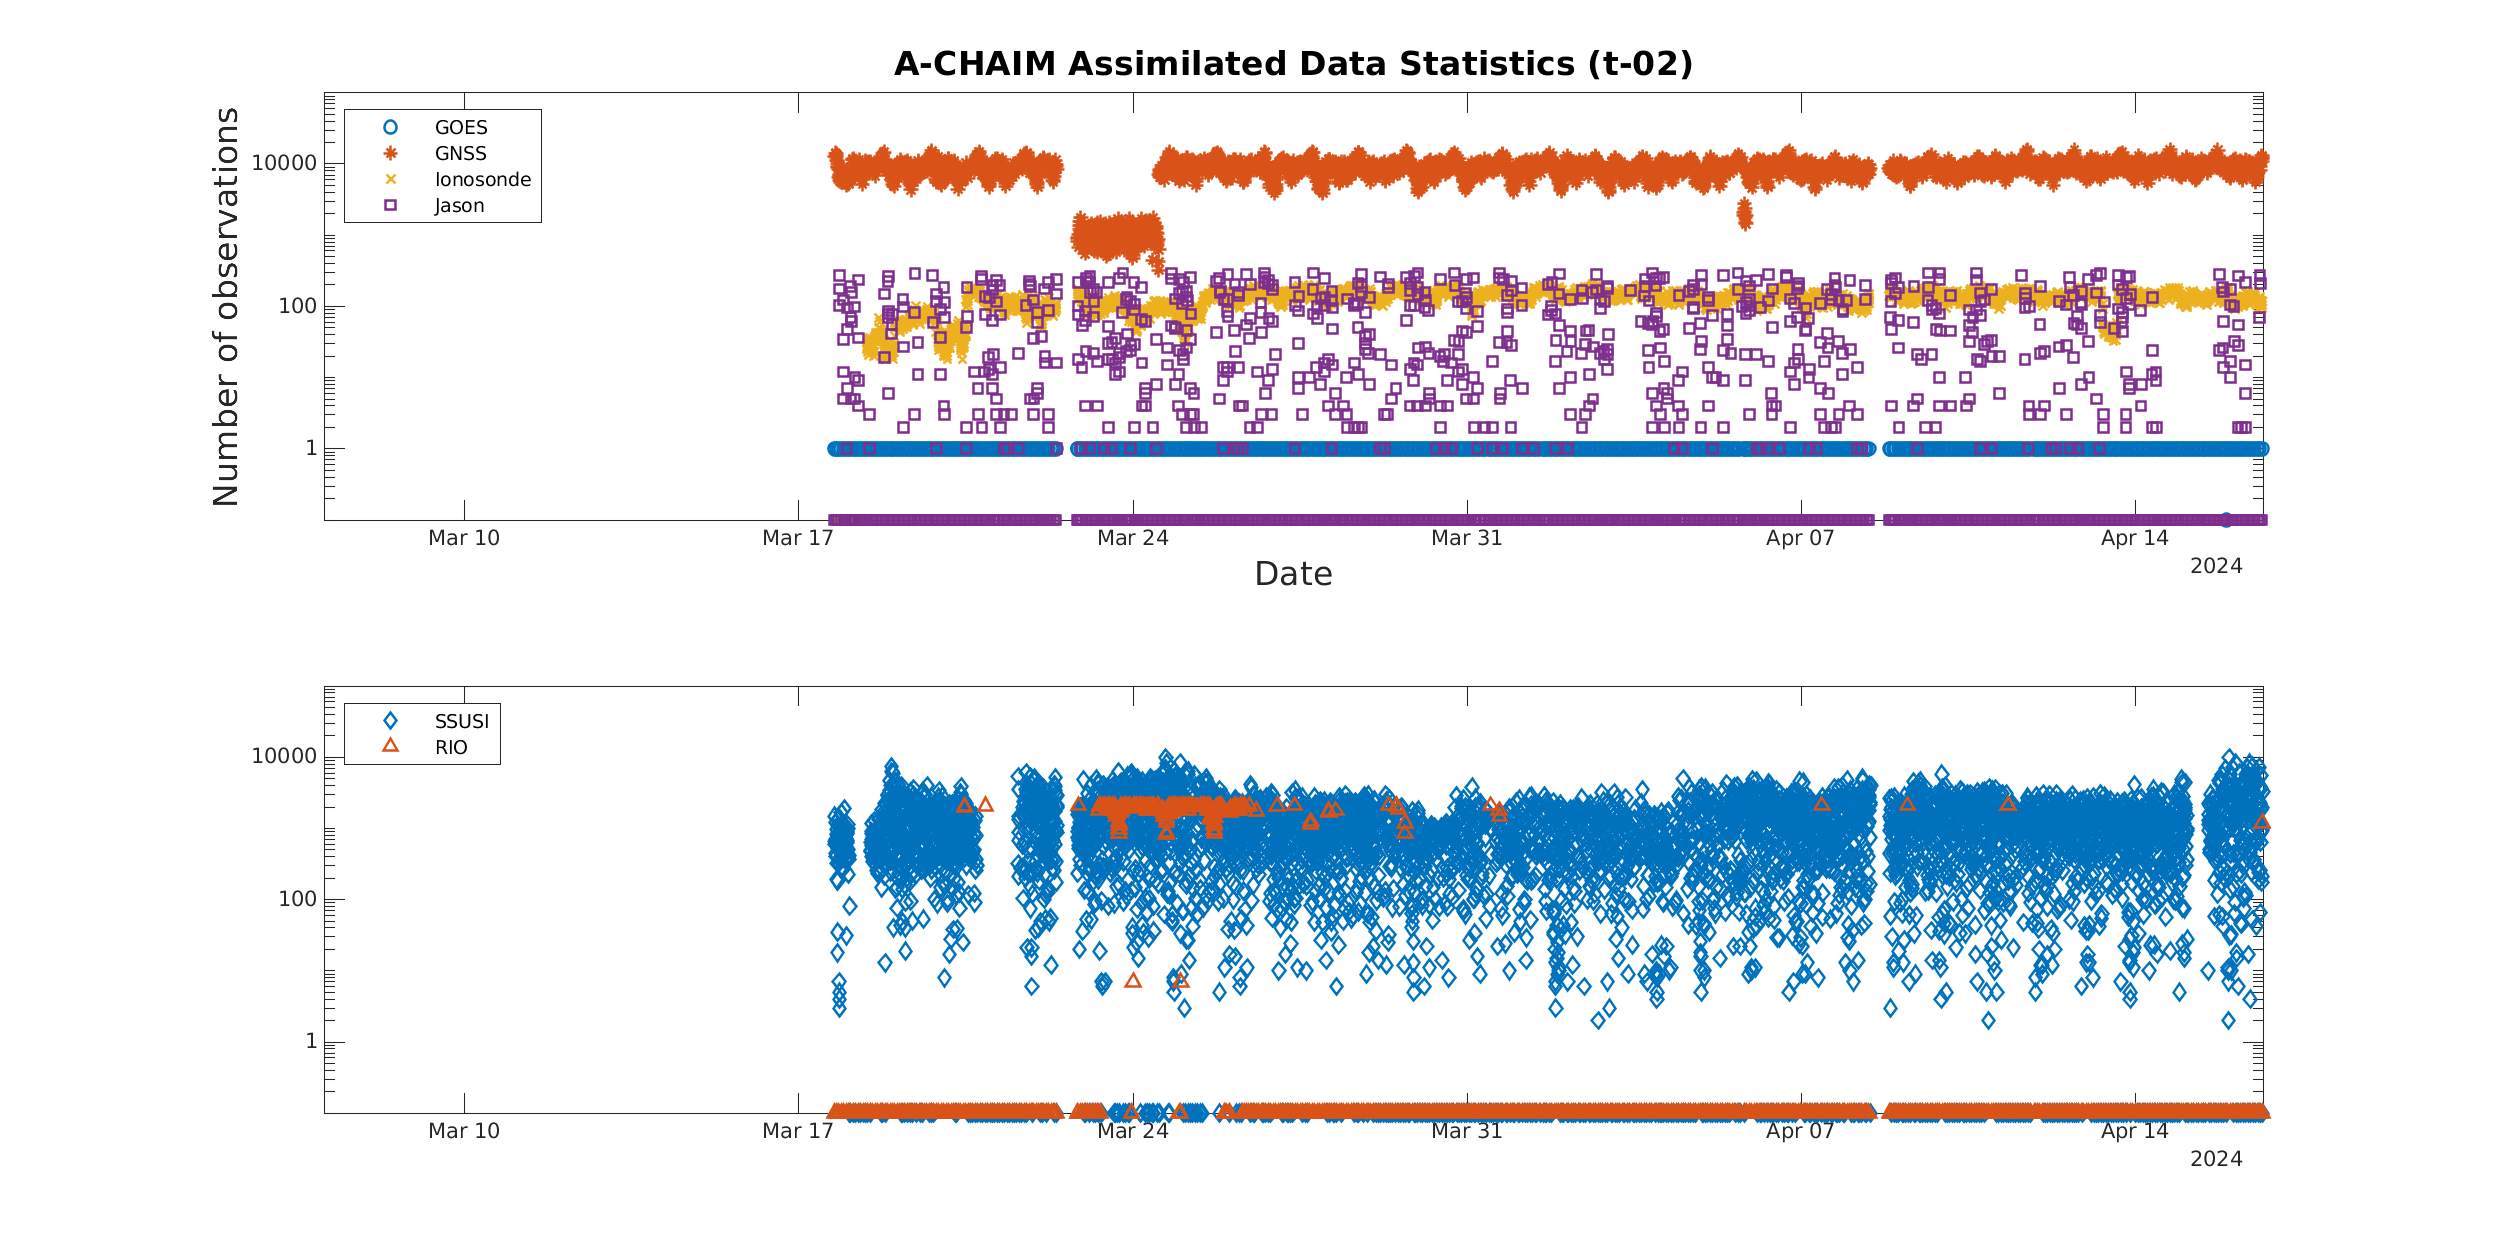 A-CHAIM Assimilated Data Statistics (t-02)
Number of observations
10000
100
1
GOES
GNSS
Ionosonde
Jason
Mar 10 Mar 17 Mar 24 Mar 31 Apr 07 Apr 14
2024
Date
10000
100
1
SSUSI
RIO
Mar 10 Mar 17 Mar 24 Mar 31 Apr 07 Apr 14
2024